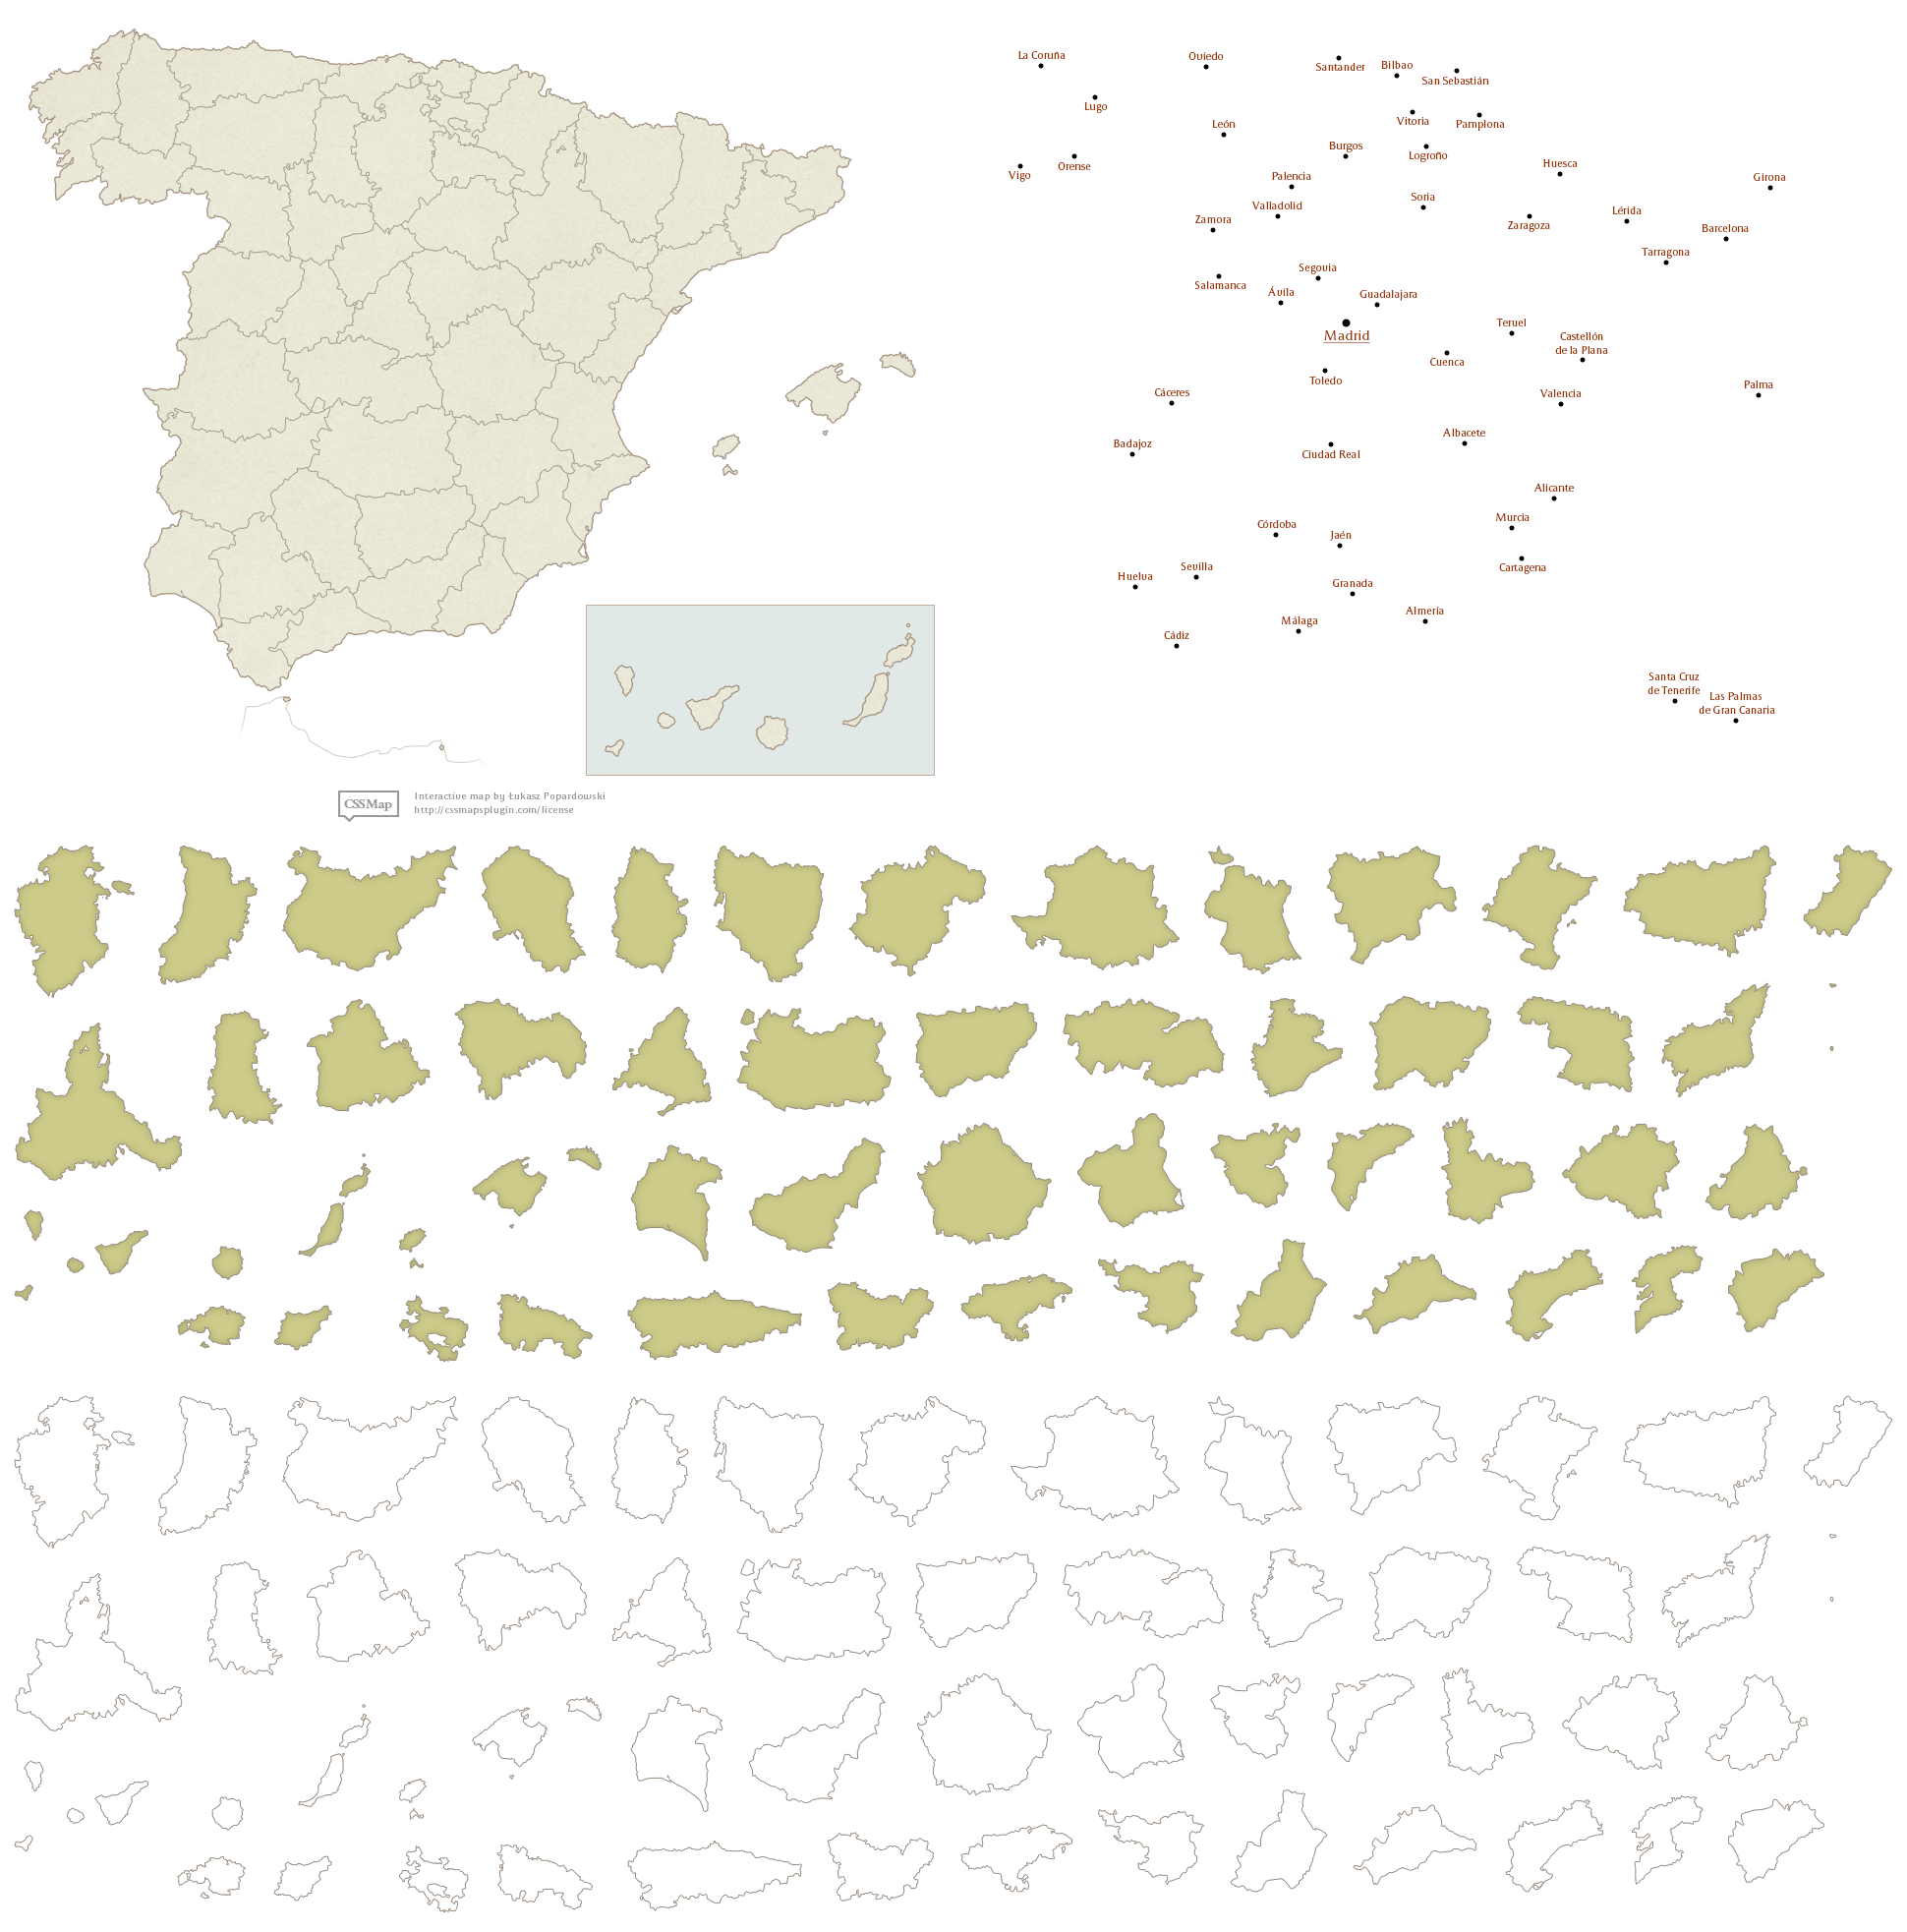 La Coruña
Oviedo
Santander
Bilbao
San Sebastián
Lugo
León
Vitoria
Pamplona
Burgos
Logroño
Vigo
Orense
Huesca
Palencia
Girona
Soria
Valladolid
Zamora
Zaragoza
Lérida
Barcelona
Tarragona
Segovia
Salamanca
Ávila
Guadalajara
Madrid
Teruel
Castellón
de la Plana
Cuenca
Toledo
Cáceres
Valencia
Palma
Badajoz
Ciudad Real
Albacete
Alicante
Murcia
Córdoba
Jaén
Cartagena
Huelva
Sevilla
Granada
Almería
Málaga
Cádiz
Santa Cruz
de Tenerife
Las Palmas
de Gran Canaria
CSSMap
Interactive map by Łukasz Popardowski
http://cssmapsplugin.com/license